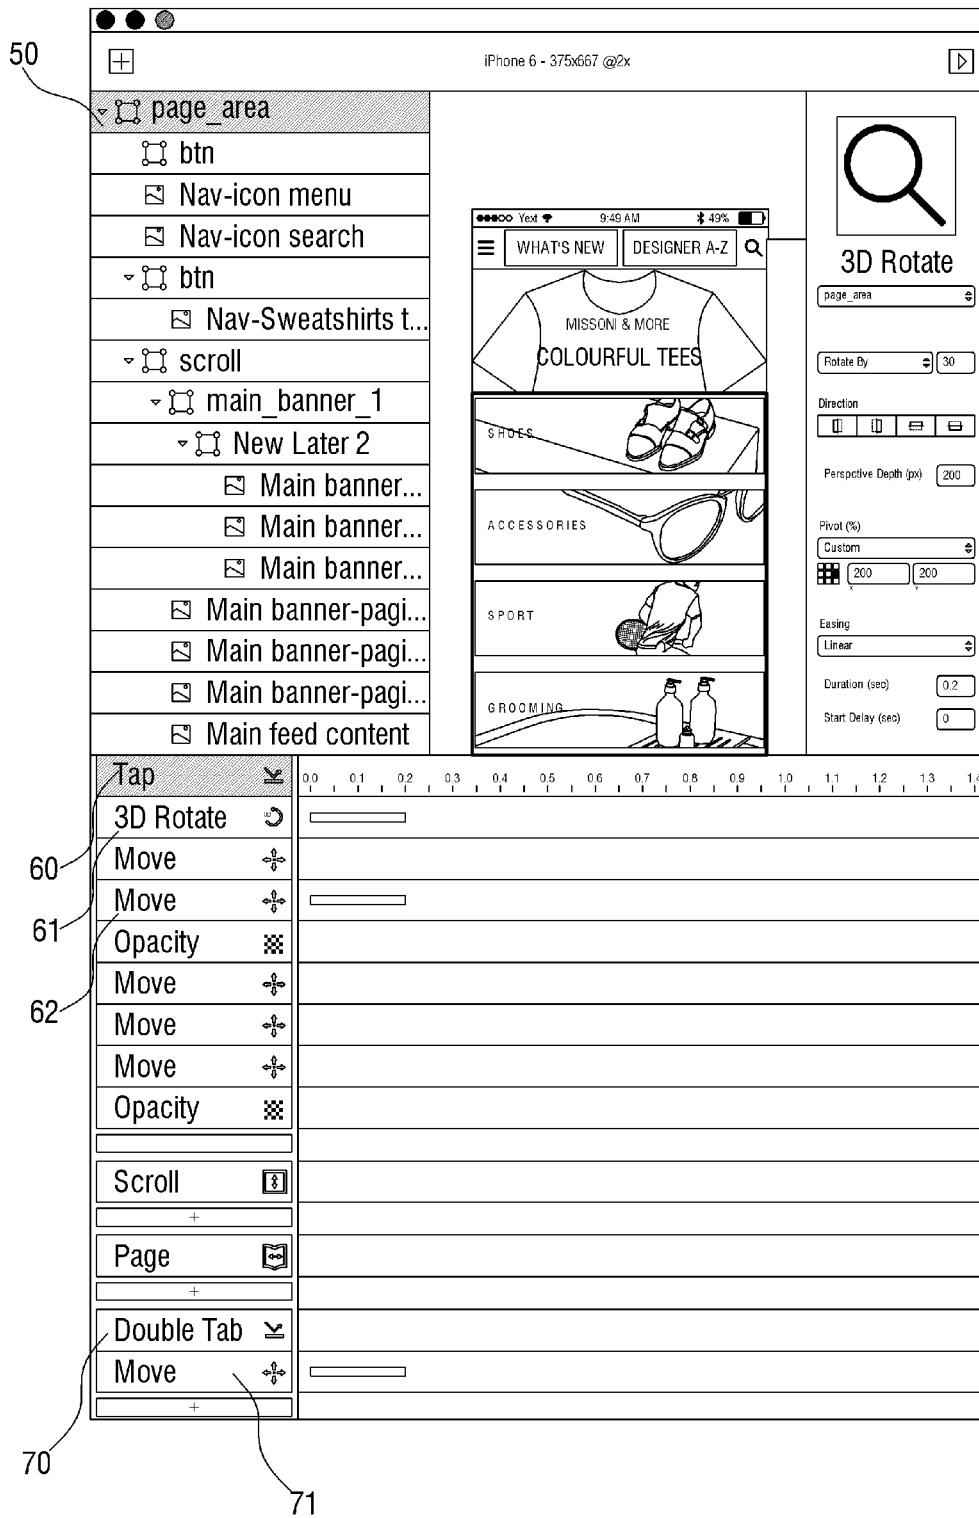 iPhone 6 - 375x667 @2x
50
page_area
btn
Nav-icon menu
Nav-icon search
btn
Nav-Sweatshirts t...
scroll
main_banner_1
New Later 2
Main banner...
Main banner...
Main banner...
Main banner-pagi...
Main banner-pagi...
Main banner-pagi...
Main feed content
Yext 9:49 AM 49%
WHAT'S NEW DESIGNER A-Z
MISSONI & MORE
COLOURFUL TEES
SHOES
ACCESSORIES
SPORT
GROOMING
3D Rotate
page_area
Rotate By 30
Direction
Perspctive Depth (px) 200
Pivot (%)
Custom
200 200
X Y
Easing
Linear
Duration (sec) 0.2
Start Delay (sec) 0
Tap 0.0 0.1 0.2 0.3 0.4 0.5 0.6 0.7 0.8 0.9 1.0 1.1 1.2 1.3 1.4
3D Rotate
60 Move
61 Move
Opacity
62 Move
Move
Move
Opacity
Scroll
+
Page
+
Double Tab
Move
+
70
71